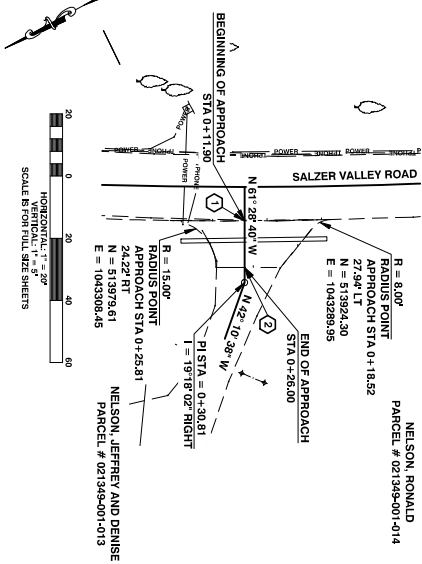 BEGINNING OF APPROACH
STA 0+11.90
POWER
TPHONE
POWER
TPHONE
POWER
TPHONE
POWER
POWER
TPHONE
SALZER VALLEY ROAD
N 61° 28' 40" W
1
2
N 42° 10' 38" W
R = 8.00'
RADIUS POINT
APPROACH STA 0+18.52
27.94' LT
N = 513924.30
E = 1043289.95
NELSON, RONALD
PARCEL # 021349-001-014
END OF APPROACH
STA 0+26.00
PI STA = 0+30.81
I = 19°18' 02" RIGHT
R = 15.00'
RADIUS POINT
APPROACH STA 0+25.81
24.22' RT
N = 513979.61
E = 1043308.45
NELSON, JEFFREY AND DENISE
PARCEL # 021349-001-013
20 0 20 40 60
HORIZONTAL: 1" = 20'
VERTICAL: 1" = 5'
SCALE IS FOR FULL SIZE SHEETS